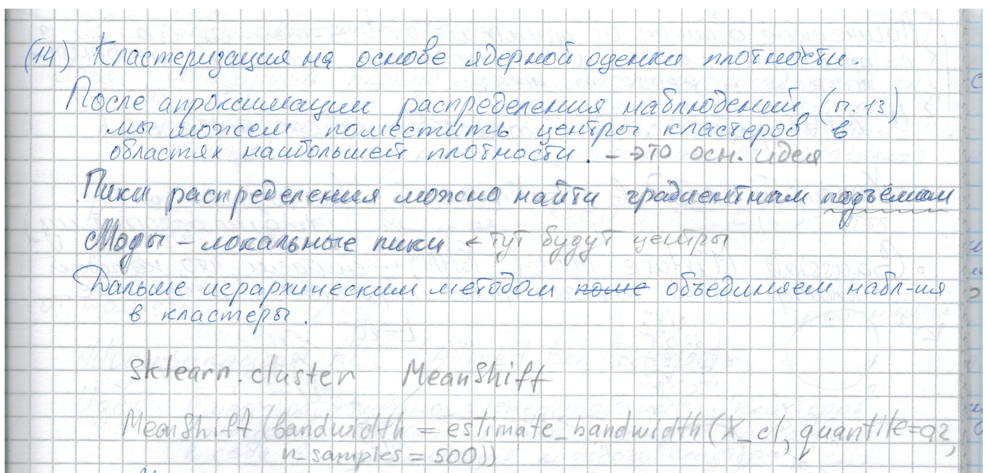 (14) Кластеризация на основе ядерной оценки плотности.
После апроксимации распределения наблюдений (п. 13)
мы можем поместить центры кластеров в
областях наибольшей плотности. – это осн. идея
Пики распределения можно найти градиентным подъёмом
Моды – локальные пики ← тут будут центры
Дальше иерархическим методом поме объединяем набл-ия
в кластеры.
Sklearn.cluster MeanShift
MeanShift(bandwidth = estimate_bandwidth(X_cl, quantile=0,2,
n_samples = 500))